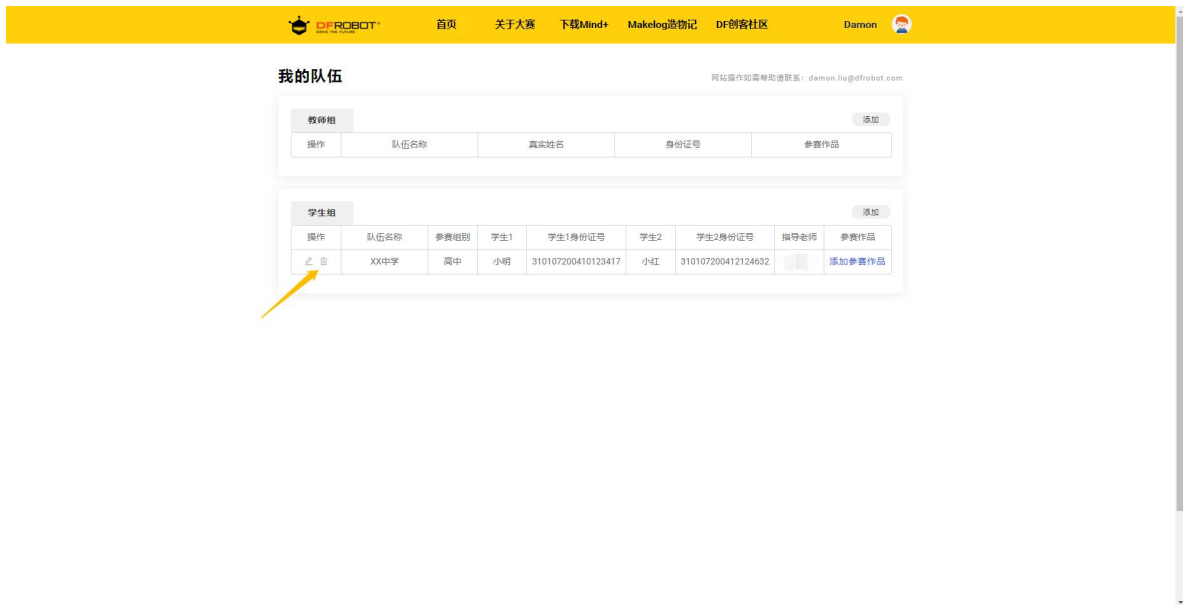 DFROBOT 首页 关于大赛 下载Mind+ Makelog造物记 DF创客社区 Damon
DRIVE THE FUTURE
我的队伍 网站操作如需帮助请联系：damon.liu@dfrobot.com
教师组 添加
操作 队伍名称 真实姓名 身份证号 参赛作品
学生组 添加
操作 队伍名称 参赛组别 学生1 学生1身份证号 学生2 学生2身份证号 指导老师 参赛作品
XX中学 高中 小明 310107200410123417 小红 310107200412124632 添加参赛作品